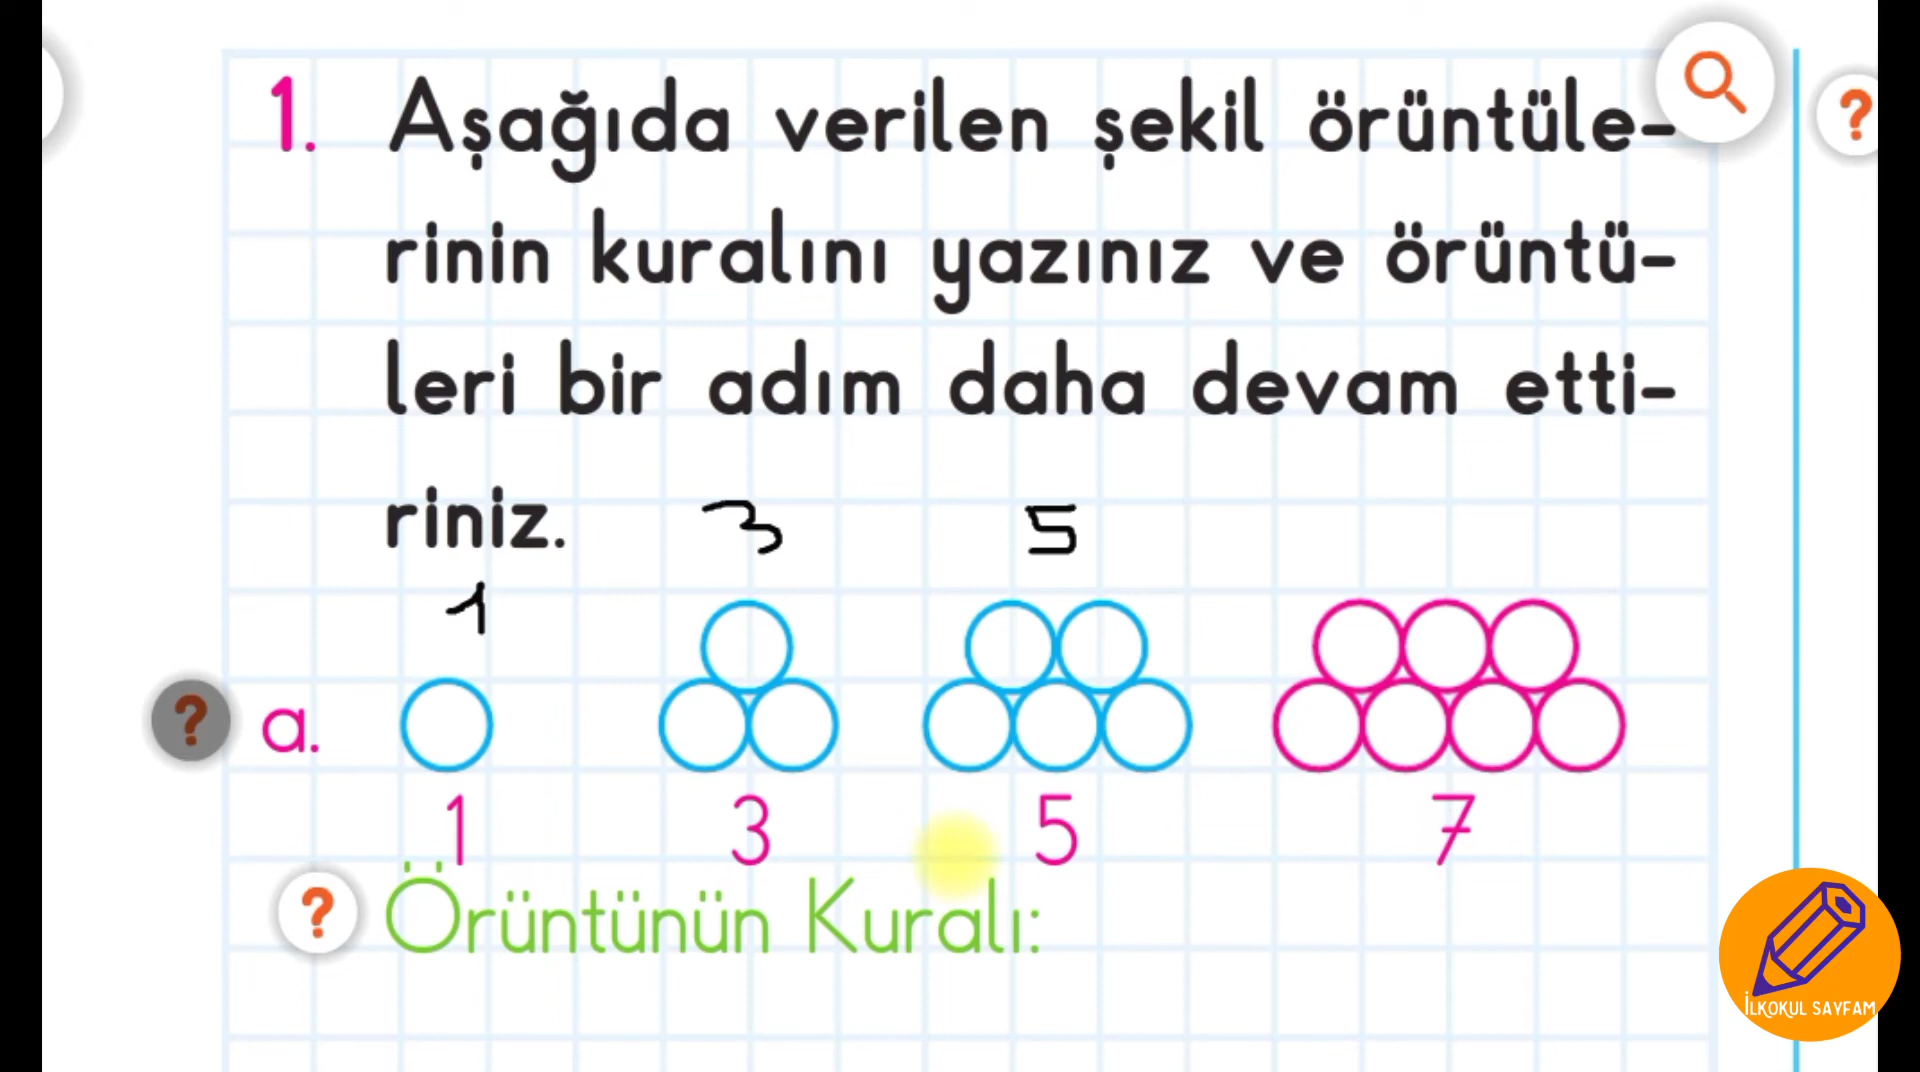 1. Aşağıda verilen şekil örüntüle-
rinin kuralını yazınız ve örüntü-
leri bir adım daha devam etti-
riniz. 3 5
1
? a.
1 3 5 7
? Örüntünün Kuralı:
?
İLKOKUL SAYFAM